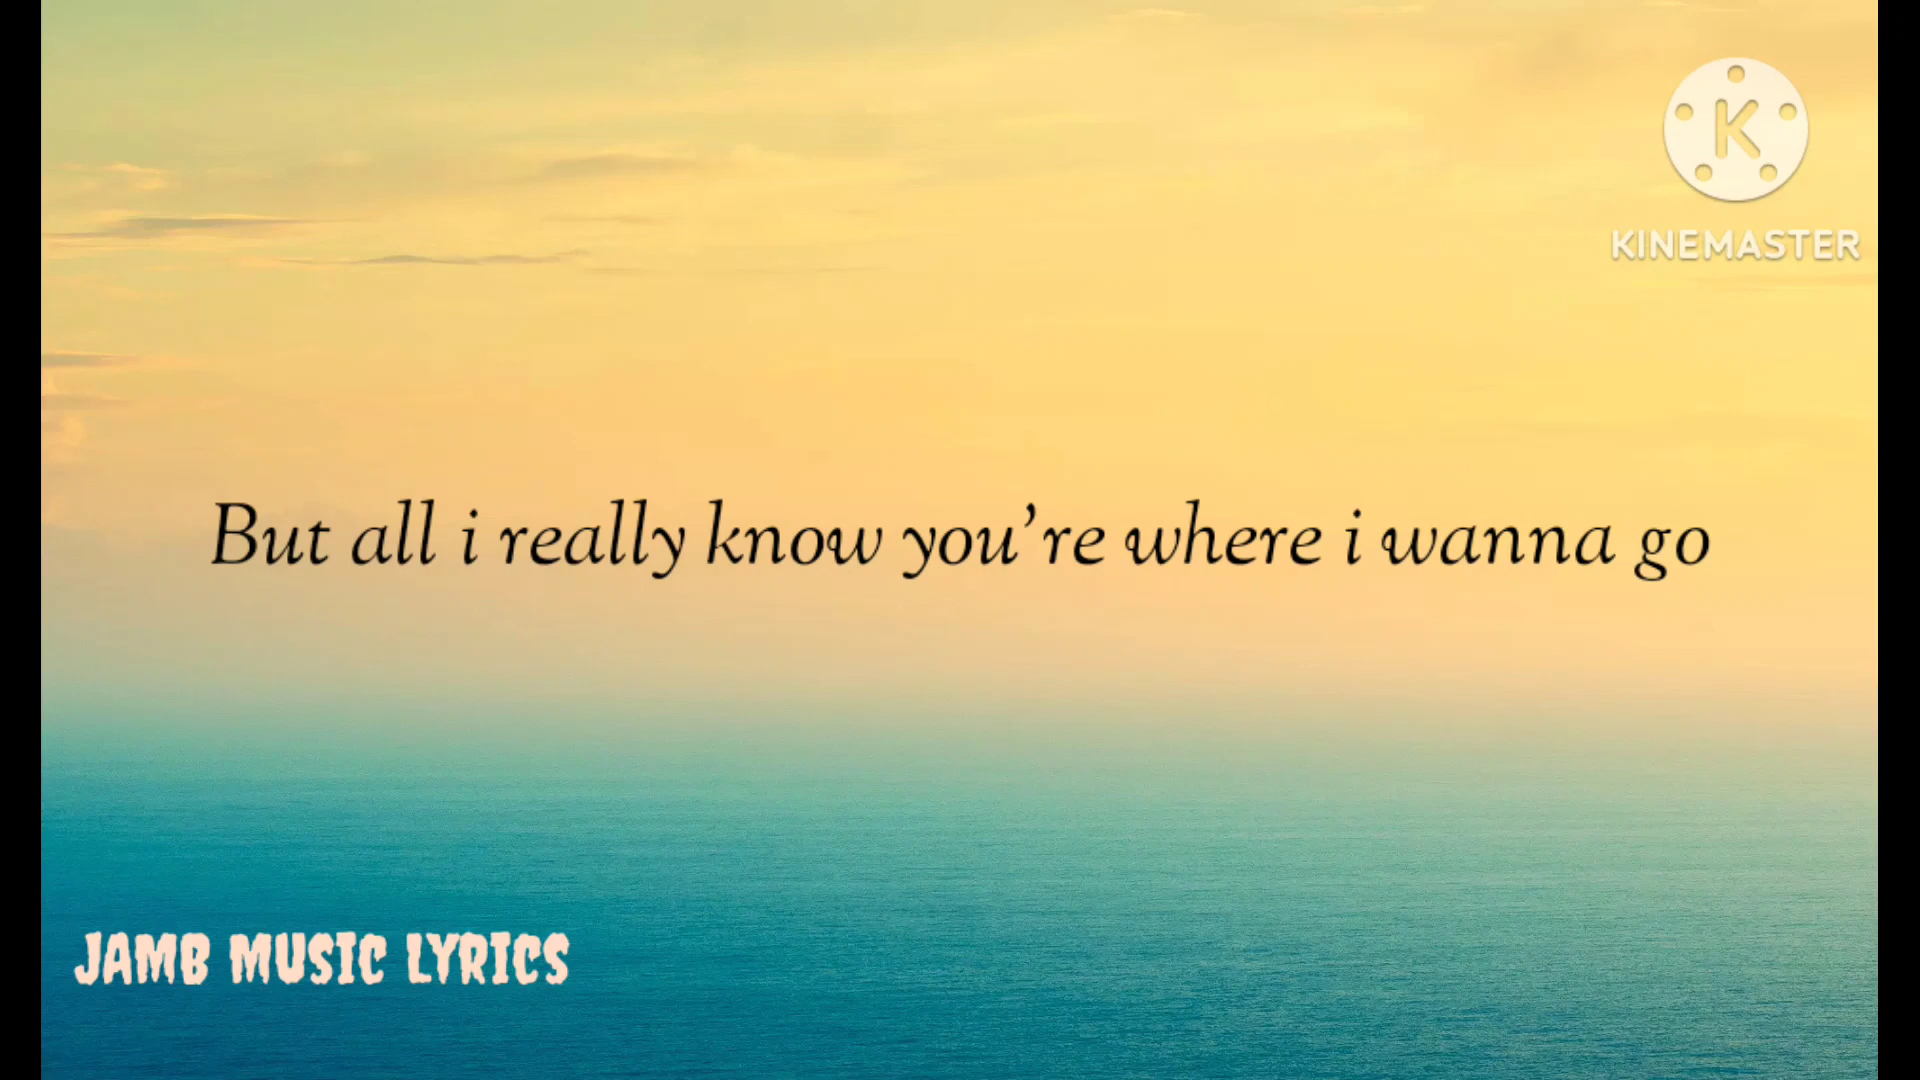 K
KINEMASTER
But all i really know you're where i wanna go
JAMB MUSIC LYRICS